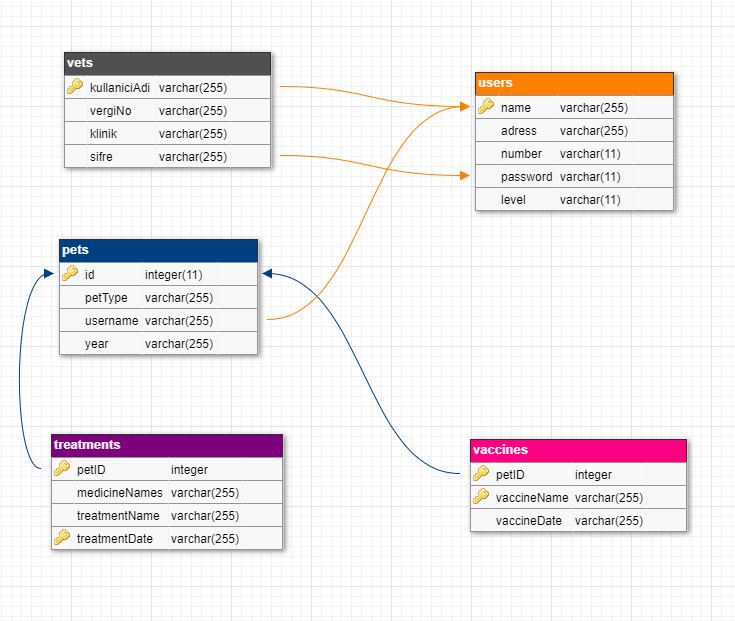 vets
kullaniciAdi varchar(255)
vergiNo varchar(255)
klinik varchar(255)
sifre varchar(255)
users
name varchar(255)
adress varchar(255)
number varchar(11)
password varchar(11)
level varchar(11)
pets
id integer(11)
petType varchar(255)
username varchar(255)
year varchar(255)
treatments
petID integer
medicineNames varchar(255)
treatmentName varchar(255)
treatmentDate varchar(255)
vaccines
petID integer
vaccineName varchar(255)
vaccineDate varchar(255)